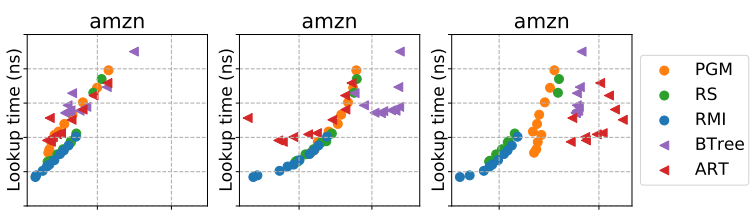 amzn
amzn
amzn
Lookup time (ns)
Lookup time (ns)
Lookup time (ns)
PGM
RS
RMI
BTree
ART